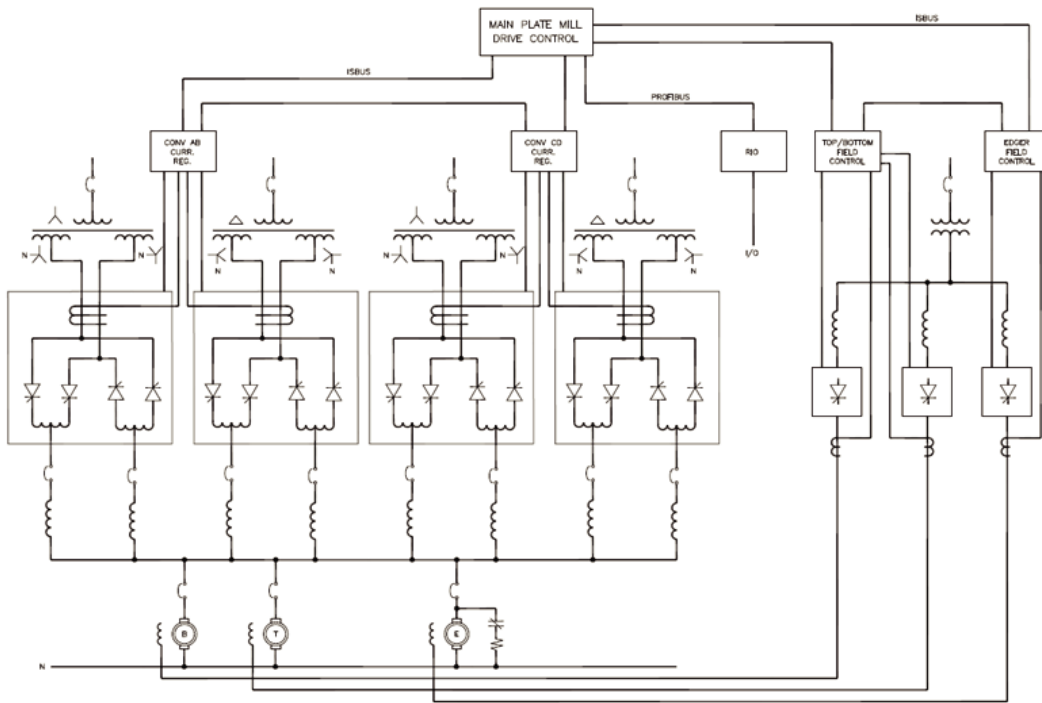 MAIN PLATE MILL
DRIVE CONTROL
ISBUS
ISBUS
PROFIBUS
CONV AB
CURR.
REG.
CONV CD
CURR.
REG.
RIO
TOP/BOTTOM
FIELD
CONTROL
EDGER
FIELD
CONTROL
N
N
N
N
N
N
N
N
I/O
B
T
E
N